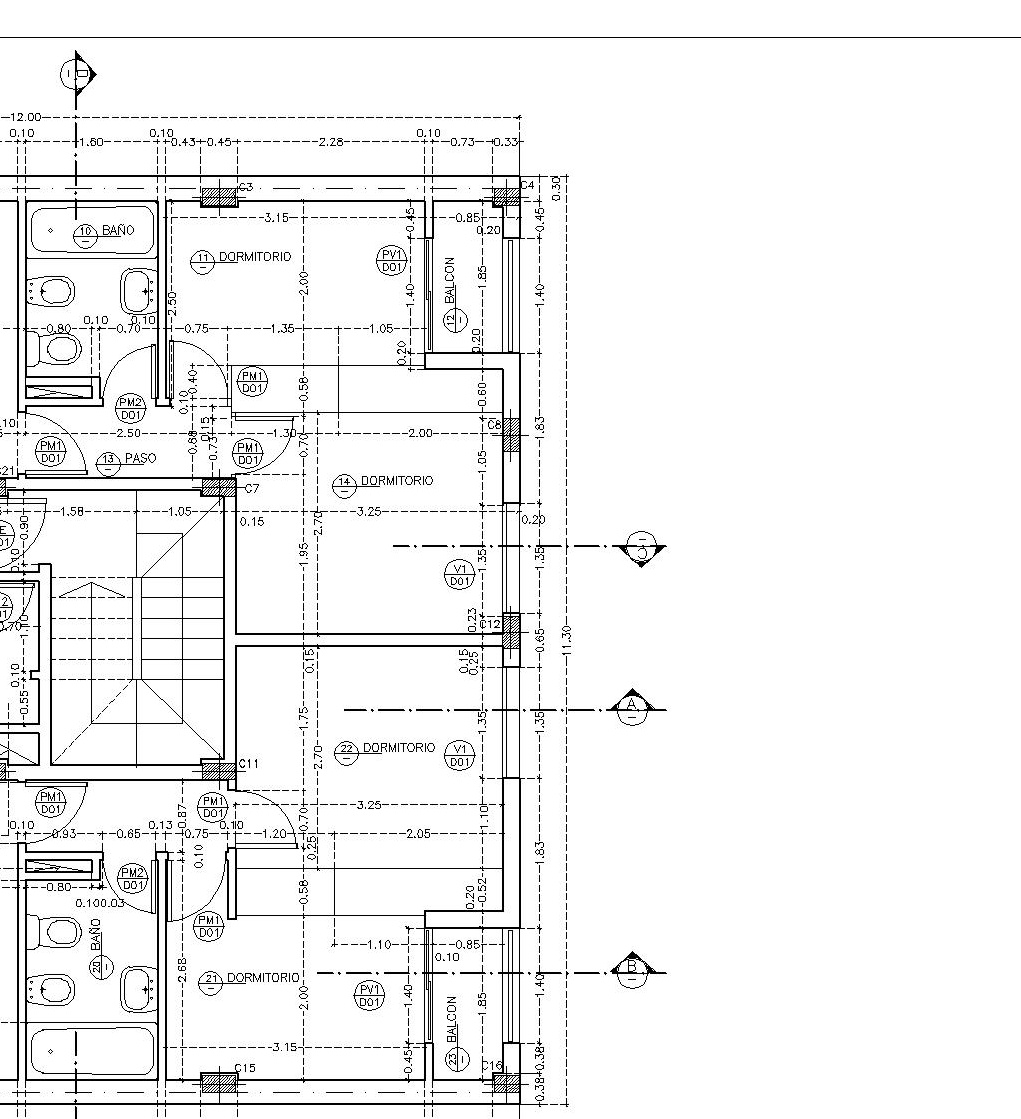 D
12.00
0.10 0.10 0.10
1.60 0.43 0.45 2.28 0.73 0.33
C3 C4 0.30
3.15 0.45 0.85 0.45
10 BAÑO 0.20
11 DORMITORIO PV1 D01
12 BALCON
2.50 2.00 1.40 1.85 1.40
0.10 0.10 0.20
0.80 0.70 0.75 1.35 1.05
0.20
PM1 D01
0.40 0.58 0.60
0.10
PM2 D01
0.15
C8 1.83
2.50 1.30 2.00
0.68 0.73 0.70 1.05
PM1 D01 PM1 D01
13 PASO
C21
14 DORMITORIO
C7
1.58 1.05 3.25
0.15 0.20
0.90
2.70
1.95 1.35 1.35
C
0.10
V1 D01
0.23
C12
1.10
0.70
0.65 11.30
0.15 0.15 0.25
0.10
0.55
A
1.75 1.35 1.35
2.70
22 DORMITORIO V1 D01
C11
PM1 D01 PM1 D01
3.25
0.87 0.70 1.10
0.10 0.93 0.65 0.13 0.75 0.10 1.20 2.05
0.10 0.25 1.83
PM2 D01
0.80 0.58 0.20 0.52
0.10 0.03
PM1 D01
20 BAÑO
1.10 0.85
0.10
B
2.68
21 DORMITORIO
PV1 D01
2.00 1.40 1.85 1.40
23 BALCON
3.15
0.45 0.38
C15 C16
0.38